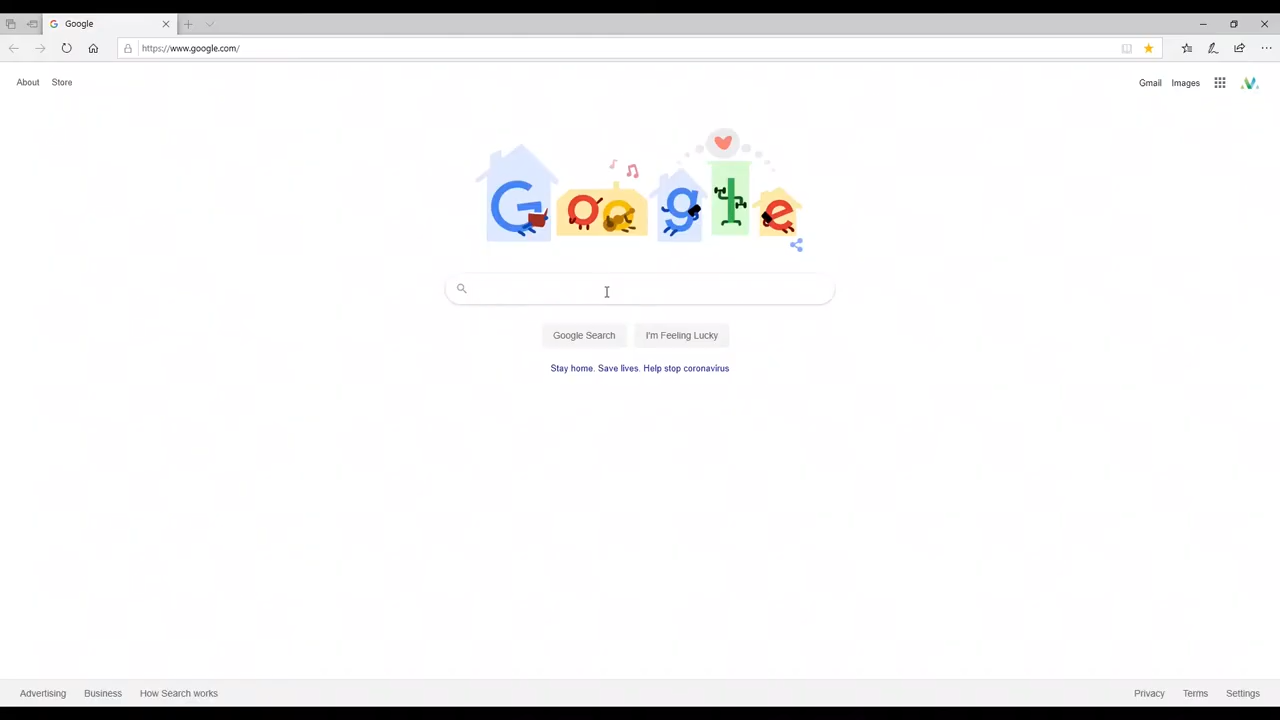 Google
https://www.google.com/
About Store
Gmail Images
Google
Google Search I'm Feeling Lucky
Stay home. Save lives. Help stop coronavirus
Advertising Business How Search works
Privacy Terms Settings